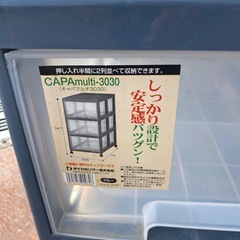 押し入れ半間に2列並べて収納できます。
CAPAmulti-3030
(キャパマルチ3030)
しっかり設計で
安定感バツグン!